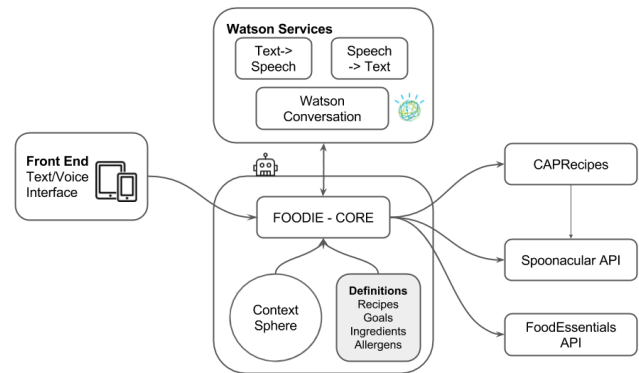 Watson Services
Text->
Speech
Speech
-> Text
Watson
Conversation
Front End
Text/Voice
Interface
FOODIE - CORE
Context
Sphere
Definitions
Recipes
Goals
Ingredients
Allergens
CAPRecipes
Spoonacular API
FoodEssentials
API